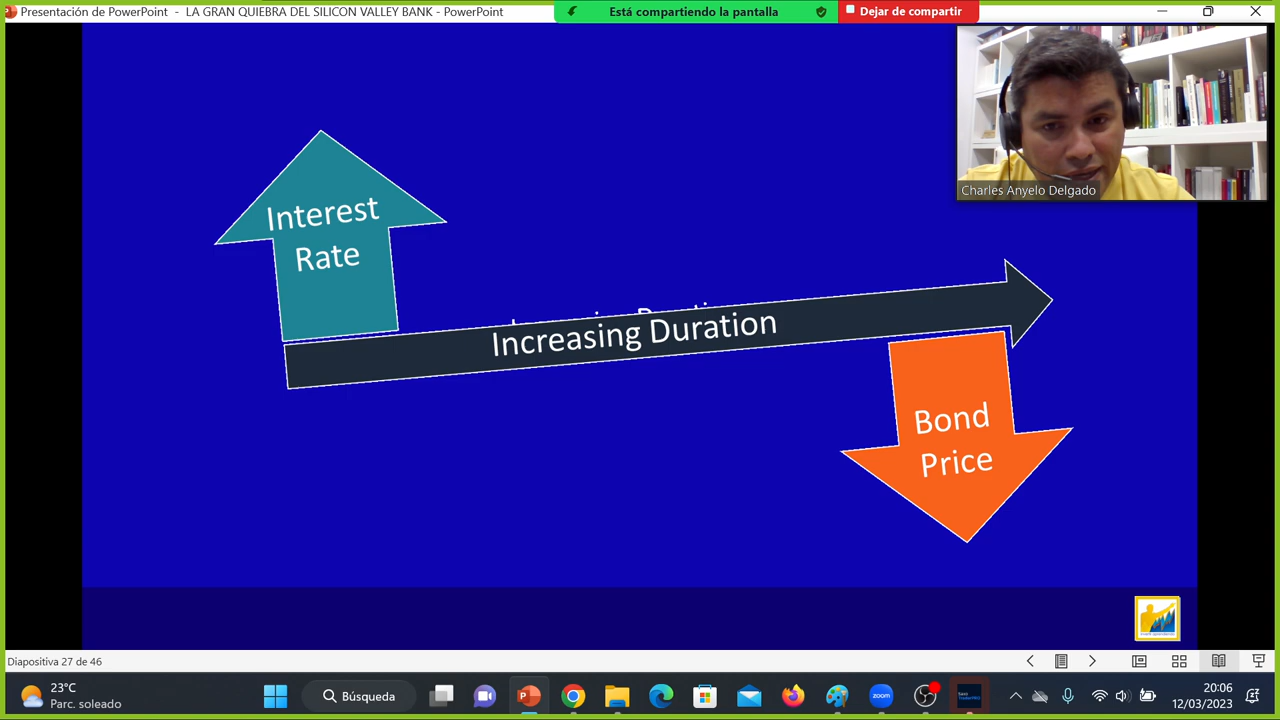 Presentación de PowerPoint - LA GRAN QUIEBRA DEL SILICON VALLEY BANK - PowerPoint
Está compartiendo la pantalla
Dejar de compartir
Charles Anyelo Delgado
Interest
Rate
Increasing Duration
Bond
Price
Diapositiva 27 de 46
23°C
Parc. soleado
Búsqueda
zoom
20:06
12/03/2023